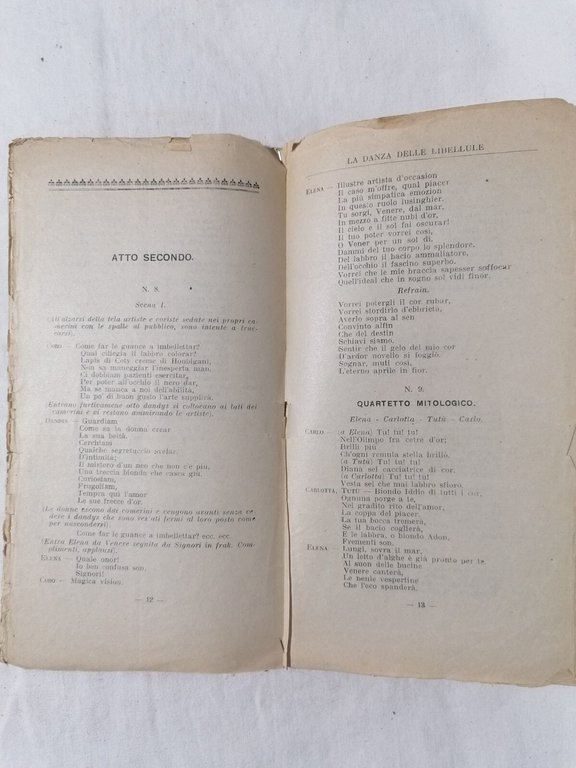 ATTO SECONDO.
N. 8.
Scena I.
(All'alzarsi della tela artiste e coriste sedute nei propri ca-
merini con le spalle al pubblico, sono intente a truc-
carsi).
CORO — Come far le guance a imbellettar?
Quai ciliegia il labbro colorar?
Lapis di Coty creme di Houbigani,
Non sa maneggiar l'inesperta man.
Ci dobbiam pazienti esercitar,
Per poter all'occhio il nero dar,
Ma se manca a noi dell'abilità,
Un po' di buon gusto l'arte supplirà.
(Entrano furtivamente otto dandys si collocano ai lati dei
camerini e vi restano ammirando le artiste).
DANDYS — Guardiam
Come sa la donna crear
La sua beltà.
Cerchiam
Qualche segretuccio svelar.
D'intimità;
Il mistero d'un neo che non c'è più,
Una treccia bionda che casca giù.
Curiosiam,
Frugoliam,
Tempra qui l'amor
Le sue frecce d'or.
(Le donne escono dai camerini e vengono avanti senza ve-
dere i dandys che sono restati fermi al loro posto come
per nascondersi)
Come far le guance a imbellettar? ecc. ecc.
(Entra Elena da Venere seguita da Signori in frak. Com-
plimenti, applausi).
ELENA — Quale onor!
Io ben confusa son,
Signori!
CORO — Magica vision.
— 12 —
LA DANZA DELLE LIBELLULE
ELENA — Illustre artista d'occasion
Il caso m'offre, qual piacer
La più simpatica emozion
In questo ruolo lusinghier.
Tu sorgi, Venere, dal mar,
In mezzo a fitte nubi d'or,
Il cielo e il sol fai oscurar!
Il tuo poter vorrei così,
O Vener per un sol dì.
Dammi del tuo corpo lo splendore.
Del labbro il bacio ammaliatore,
Dell'occhio il fascino superbo.
Vorrei che le mie braccia sapesser soffocar
Quell'ideal che in sogno sol vidi finor.
Refrain.
Vorrei potergli il cor rubar,
Vorrei stordirlo d'ebbrietà,
Averlo sopra al sen
Convinto alfin
Che del destin
Schiavi siamo.
Sentir che il gelo del mio cor
D'ardor novello si foggiò.
Sognar, muti così,
L'eterno aprile in fior.
N. 9.
QUARTETTO MITOLOGICO.
Elena - Carlotta - Tutù - Carlo.
CARLO — (a Elena) Tu! tu! tu!
Nell'Olimpo fra cetre d'or;
Brilli più
Ch'ogni remula stella brillò.
(a Tutù) Tu! tu! tu!
Diana sei cacciatrice di cor.
(a Carlotta) Tu! tu! tu!
Vesta sei che mai labbro sfiorò.
CARLOTTA, TUTU — Biondo Iddio di tutti i cor,
Ognuna porge a te,
Nel gradito rito dell'amor,
La coppa del piacer.
La tua bocca tremerà,
Se il bacio coglierà,
E le labbra, o biondo Adon,
Frementi son.
ELENA — Lungi, sovra il mar,
Un letto d'alghe è già pronto per te,
Al suon delle bucine
Venere canterà,
Le nenie vespertine
Che l'eco spanderà.
— 13 —